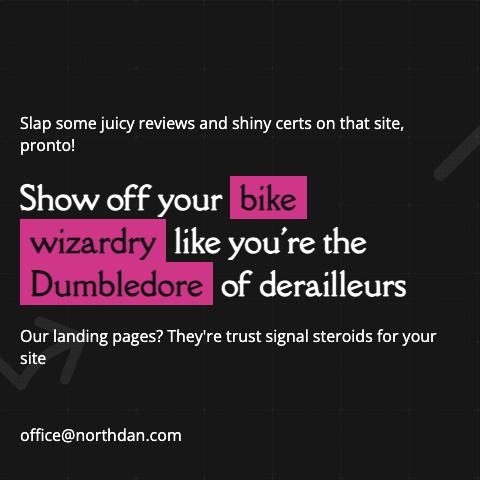 Slap some juicy reviews and shiny certs on that site,
pronto!
Show off your bike
wizardry like you’re the
Dumbledore of derailleurs
Our landing pages? They're trust signal steroids for your
site
office@northdan.com